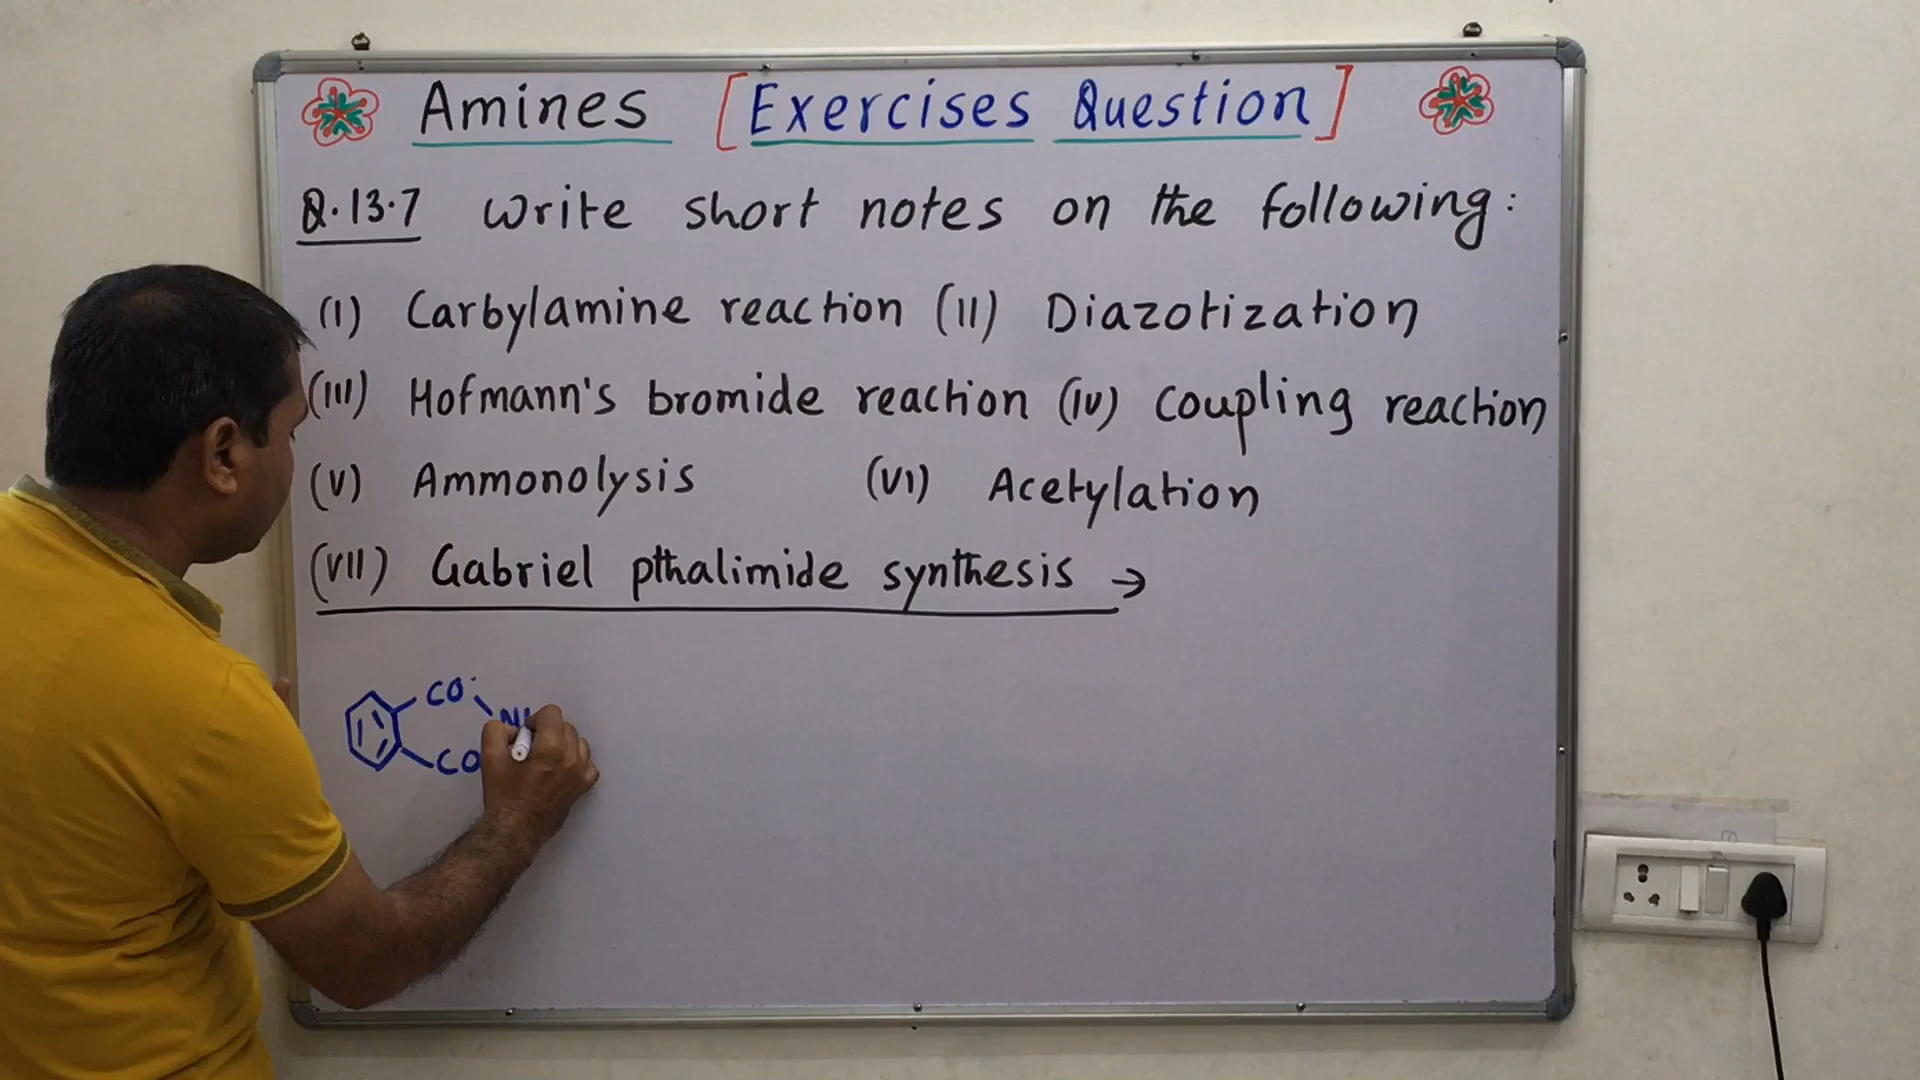 Amines [Exercises Question]
Q.13.7 Write short notes on the following:
(I) Carbylamine reaction (II) Diazotization
(III) Hofmann's bromide reaction (IV) Coupling reaction
(V) Ammonolysis (VI) Acetylation
(VII) Gabriel pthalimide synthesis →
CO
CO